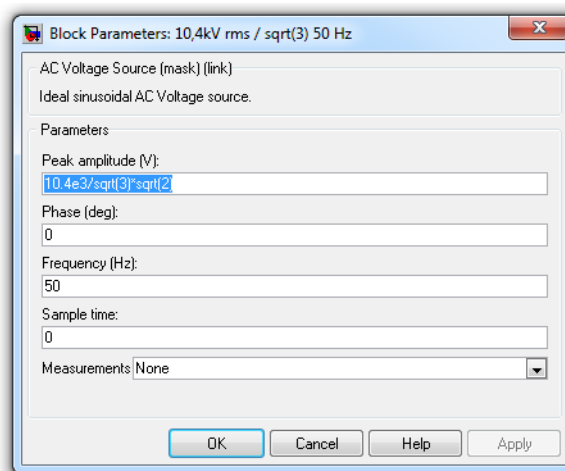 Block Parameters: 10,4kV rms / sqrt(3) 50 Hz
AC Voltage Source (mask) (link)
Ideal sinusoidal AC Voltage source.
Parameters
Peak amplitude (V):
10.4e3/sqrt(3)*sqrt(2)
Phase (deg):
0
Frequency (Hz):
50
Sample time:
0
Measurements None
OK Cancel Help Apply